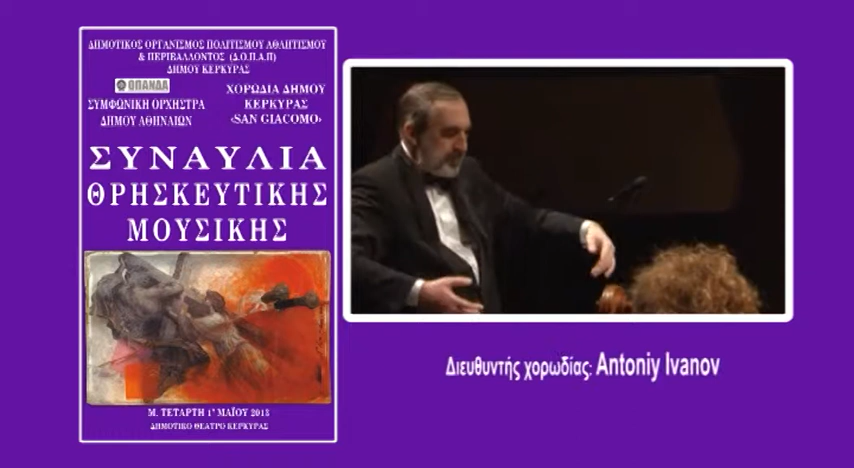 ΔΗΜΟΤΙΚΟΣ ΟΡΓΑΝΙΣΜΟΣ ΠΟΛΙΤΙΣΜΟΥ ΑΘΛΗΤΙΣΜΟΥ
& ΠΕΡΙΒΑΛΛΟΝΤΟΣ (Δ.Ο.Π.Α.Π)
ΔΗΜΟΥ ΚΕΡΚΥΡΑΣ
ΟΠΑΝΔΑ
ΣΥΜΦΩΝΙΚΗ ΟΡΧΗΣΤΡΑ
ΔΗΜΟΥ ΑΘΗΝΑΙΩΝ
ΧΟΡΩΔΙΑ ΔΗΜΟΥ
ΚΕΡΚΥΡΑΣ
‹SAN GIACOMO›
ΣΥΝΑΥΛΙΑ
ΘΡΗΣΚΕΥΤΙΚΗΣ
ΜΟΥΣΙΚΗΣ
Μ. ΤΕΤΑΡΤΗ 1η ΜΑΪΟΥ 2013
ΔΗΜΟΤΙΚΟ ΘΕΑΤΡΟ ΚΕΡΚΥΡΑΣ
Διευθυντής χορωδίας: Antoniy Ivanov